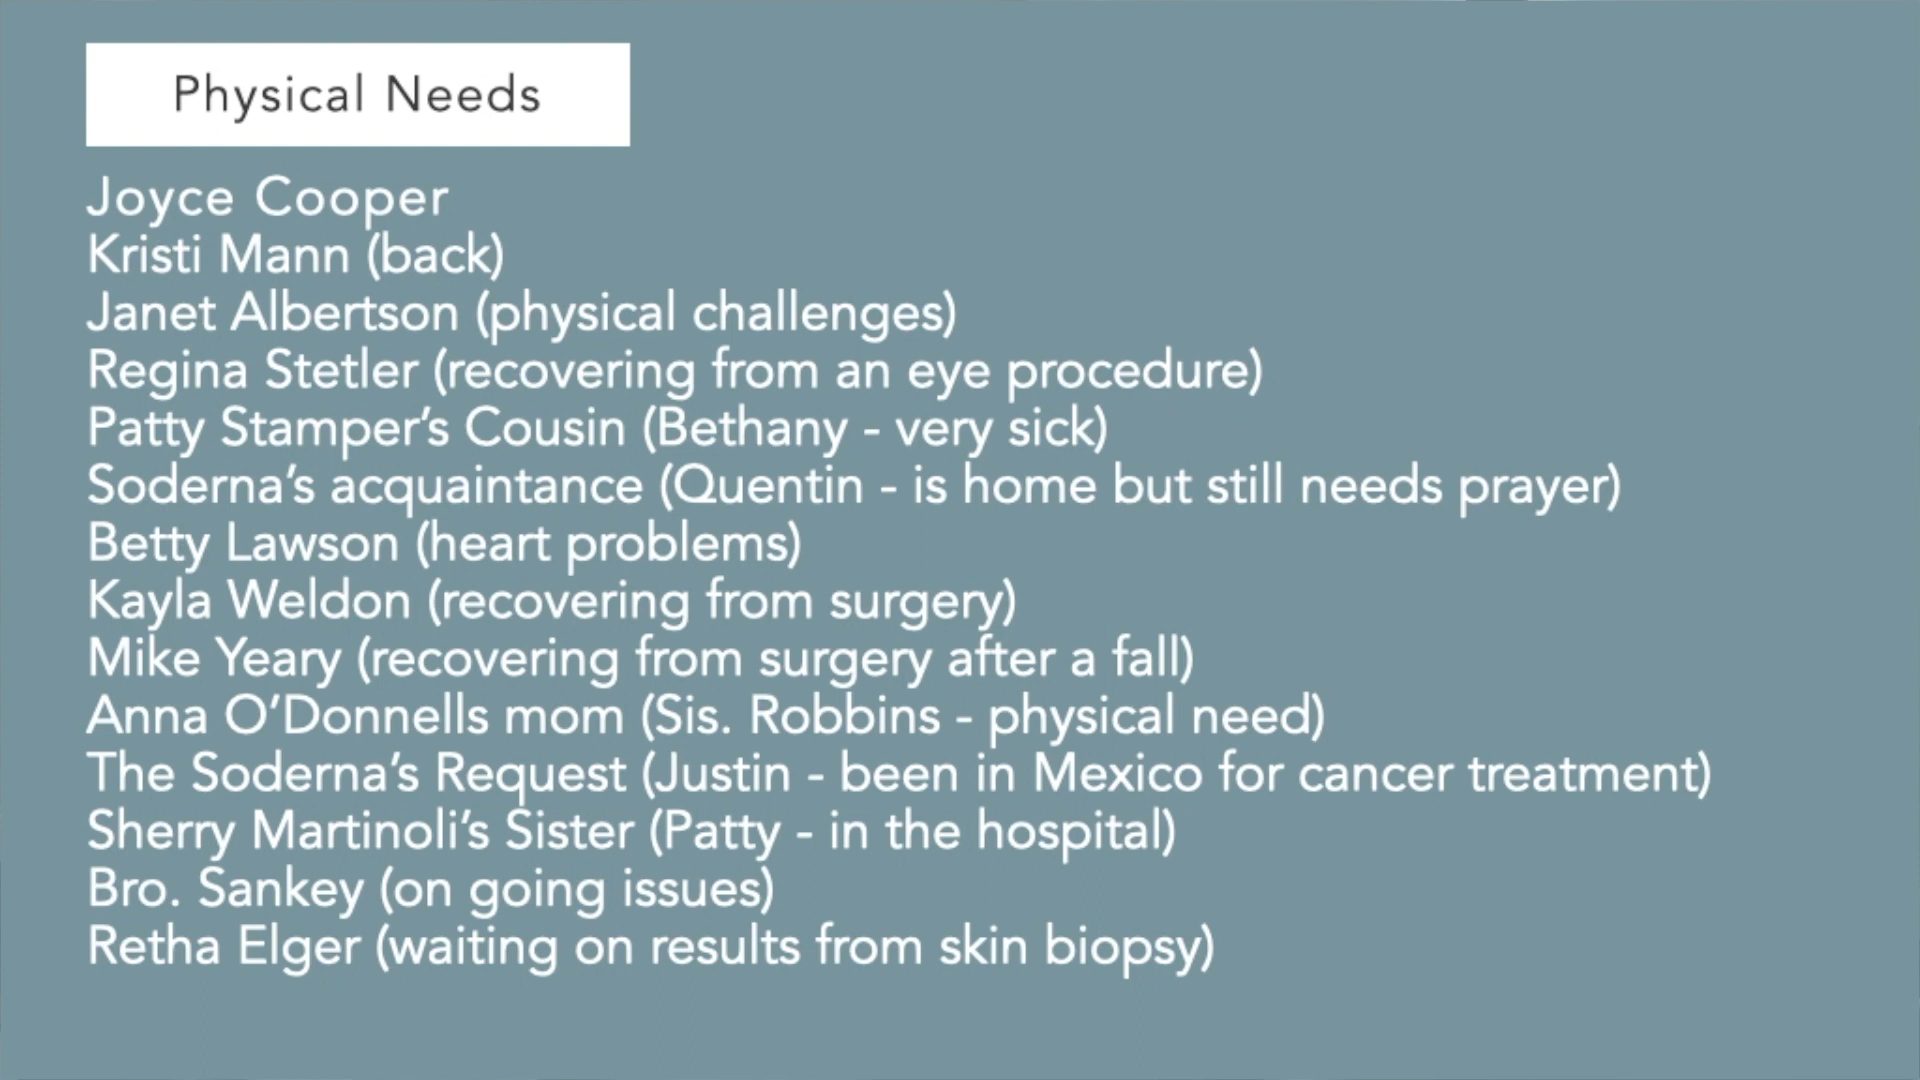 Physical Needs
Joyce Cooper
Kristi Mann (back)
Janet Albertson (physical challenges)
Regina Stetler (recovering from an eye procedure)
Patty Stamper’s Cousin (Bethany - very sick)
Soderna’s acquaintance (Quentin - is home but still needs prayer)
Betty Lawson (heart problems)
Kayla Weldon (recovering from surgery)
Mike Yeary (recovering from surgery after a fall)
Anna O’Donnells mom (Sis. Robbins - physical need)
The Soderna’s Request (Justin - been in Mexico for cancer treatment)
Sherry Martinoli’s Sister (Patty - in the hospital)
Bro. Sankey (on going issues)
Retha Elger (waiting on results from skin biopsy)